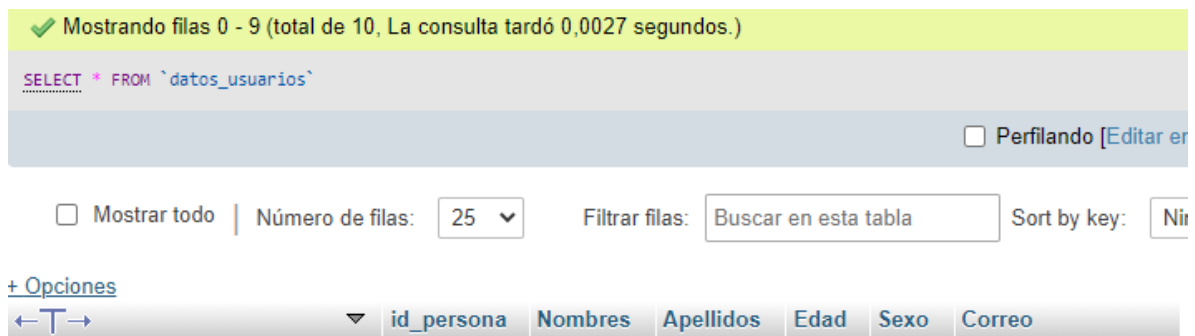 Mostrando filas 0 - 9 (total de 10, La consulta tardó 0,0027 segundos.)
SELECT * FROM `datos_usuarios`
Perfilando [Editar
Mostrar todo | Número de filas: 25 Filtrar filas: Buscar en esta tabla Sort by key:
+ Opciones
←T→ id_persona Nombres Apellidos Edad Sexo Correo